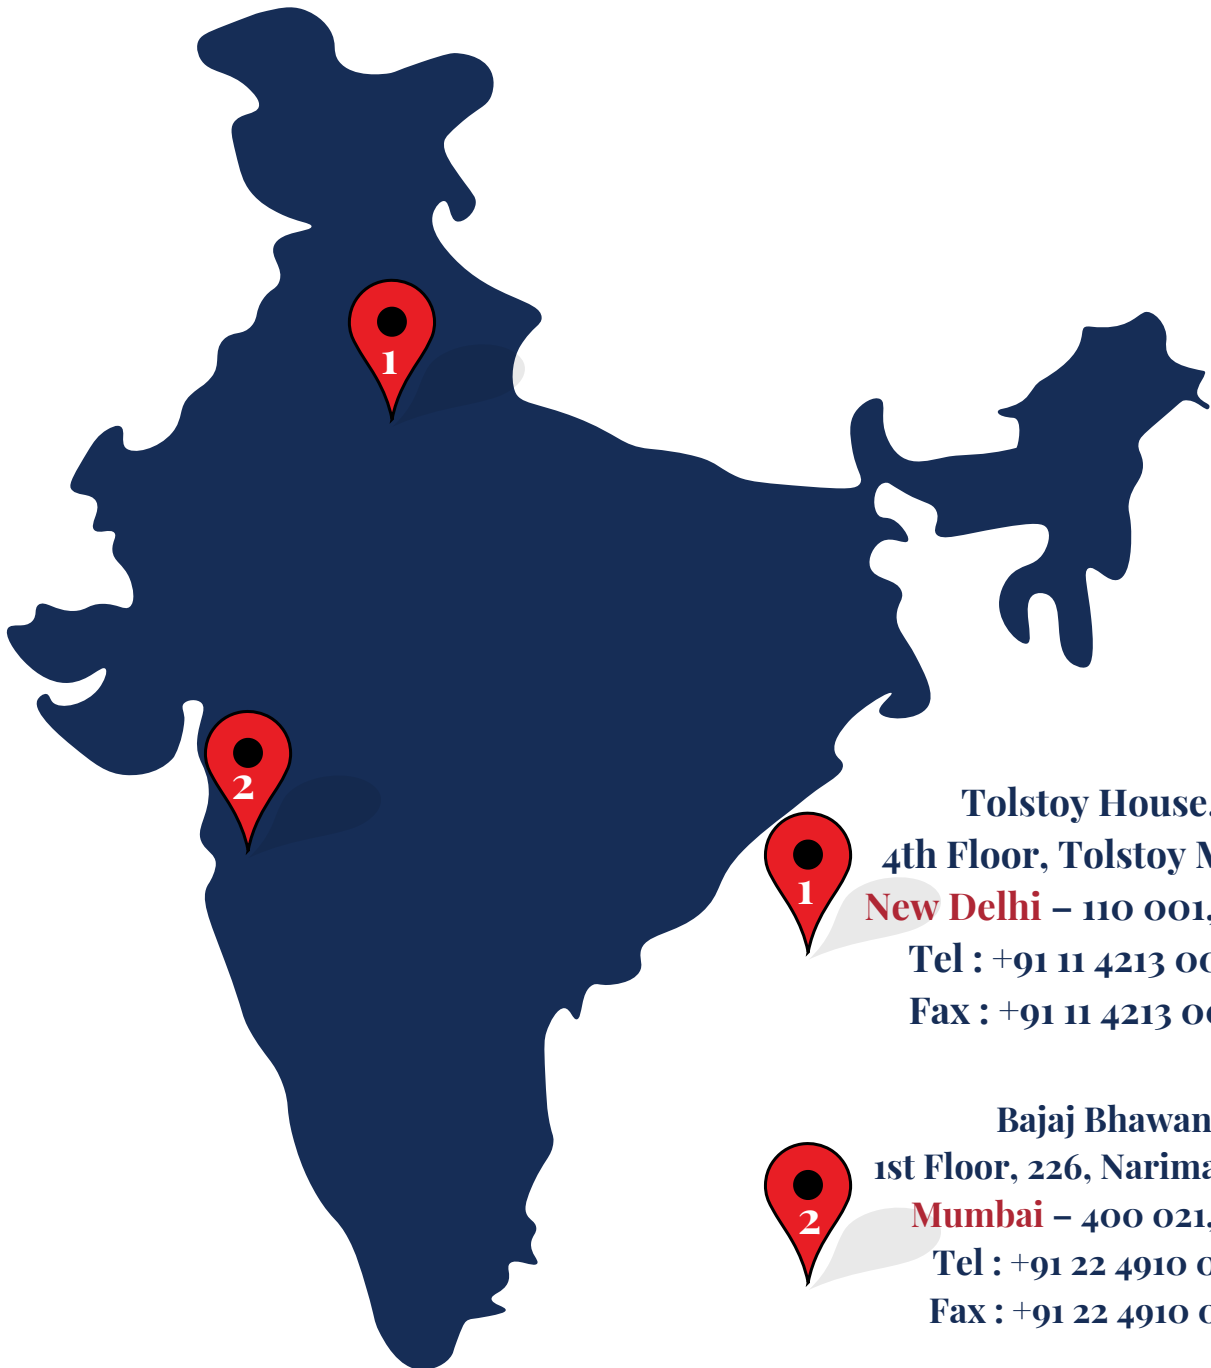 1
2
1
Tolstoy House.
4th Floor, Tolstoy
New Delhi – 110 001,
Tel : +91 11 4213
Fax : +91 11 4213
2
Bajaj Bhawan
1st Floor, 226,
Mumbai – 400 021,
Tel : +91 22 4910
Fax : +91 22 4910